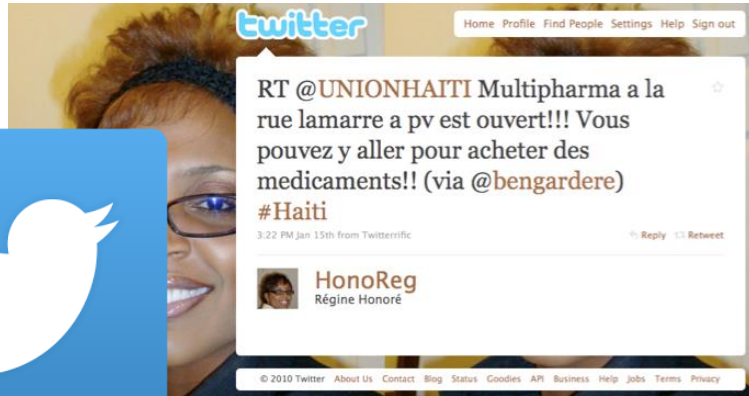 twitter
Home Profile Find People Settings Help Sign out
RT @UNIONHAITI Multipharma a la
rue lamarre a pv est ouvert!!! Vous
pouvez y aller pour acheter des
medicaments!! (via @bengardere)
#Haiti
3:22 PM Jan 15th from Twitterrific
Reply Retweet
HonoReg
Régine Honoré
© 2010 Twitter About Us Contact Blog Status Goodies API Business Help Jobs Terms Privacy